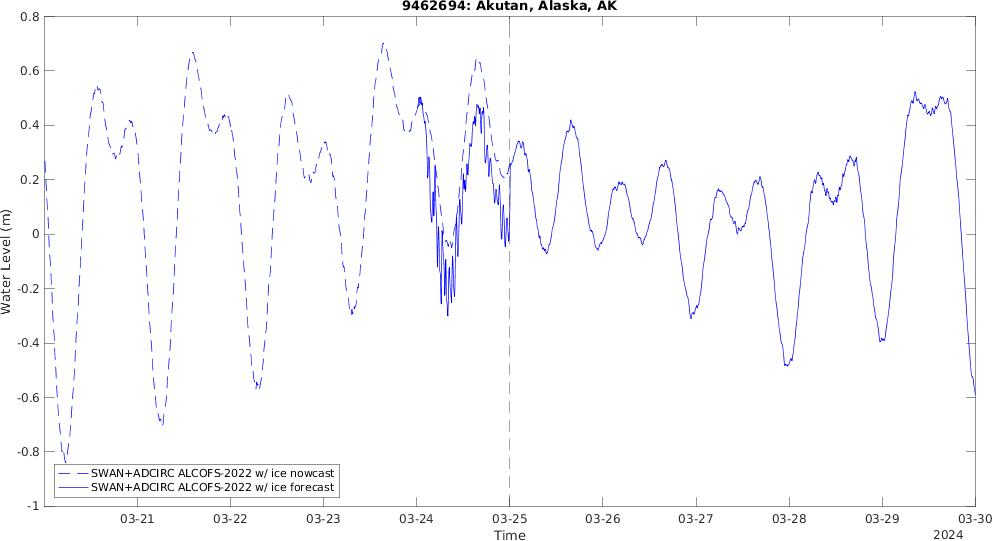 9462694: Akutan, Alaska, AK
Water Level (m)
0.8
0.6
0.4
0.2
0
-0.2
-0.4
-0.6
-0.8
-1
SWAN+ADCIRC ALCOFS-2022 w/ ice nowcast
SWAN+ADCIRC ALCOFS-2022 w/ ice forecast
03-21 03-22 03-23 03-24 03-25 03-26 03-27 03-28 03-29 03-30
Time
2024